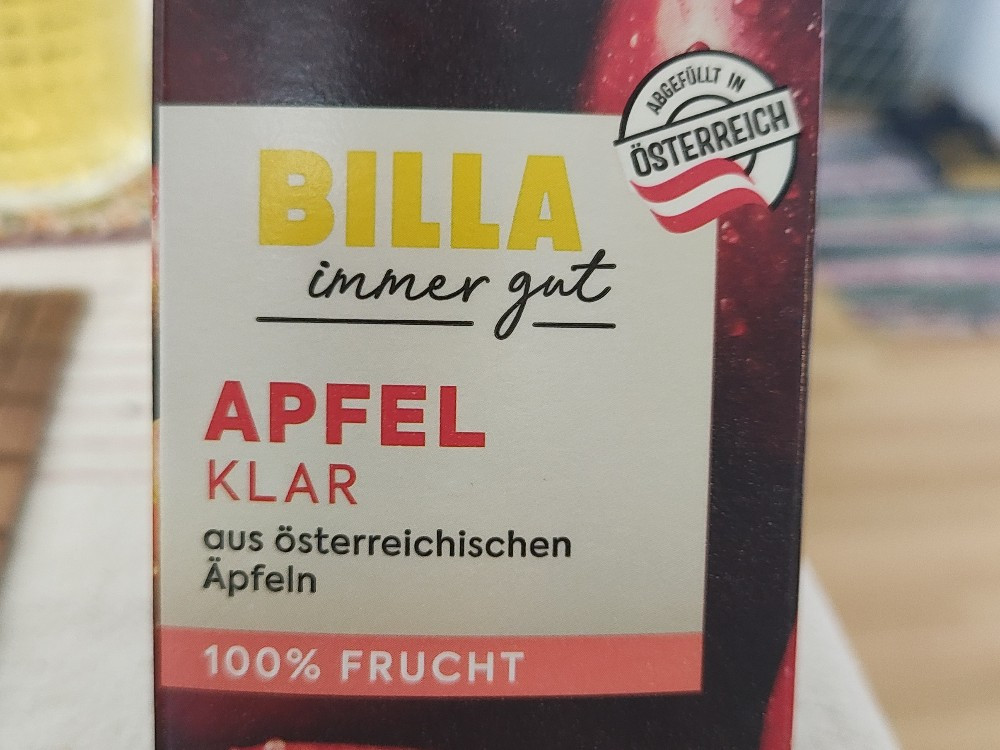 ABGEFÜLLT IN
ÖSTERREICH
BILLA
immer gut
APFEL
KLAR
aus österreichischen
Äpfeln
100% FRUCHT